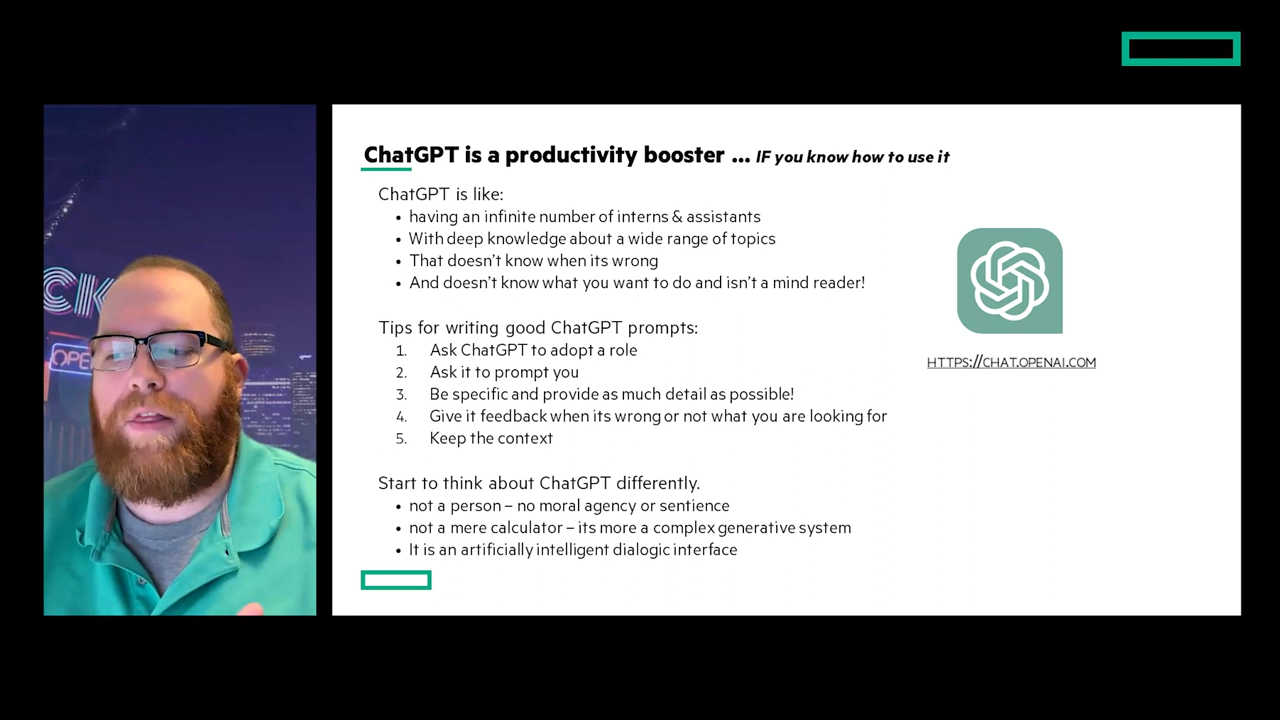 CK
OPE
ChatGPT is a productivity booster ... IF you know how to use it
ChatGPT is like:
• having an infinite number of interns & assistants
• With deep knowledge about a wide range of topics
• That doesn't know when its wrong
• And doesn't know what you want to do and isn't a mind reader!
Tips for writing good ChatGPT prompts:
1. Ask ChatGPT to adopt a role
2. Ask it to prompt you
3. Be specific and provide as much detail as possible!
4. Give it feedback when its wrong or not what you are looking for
5. Keep the context
Start to think about ChatGPT differently.
• not a person – no moral agency or sentience
• not a mere calculator – its more a complex generative system
• It is an artificially intelligent dialogic interface
HTTPS://CHAT.OPENAI.COM